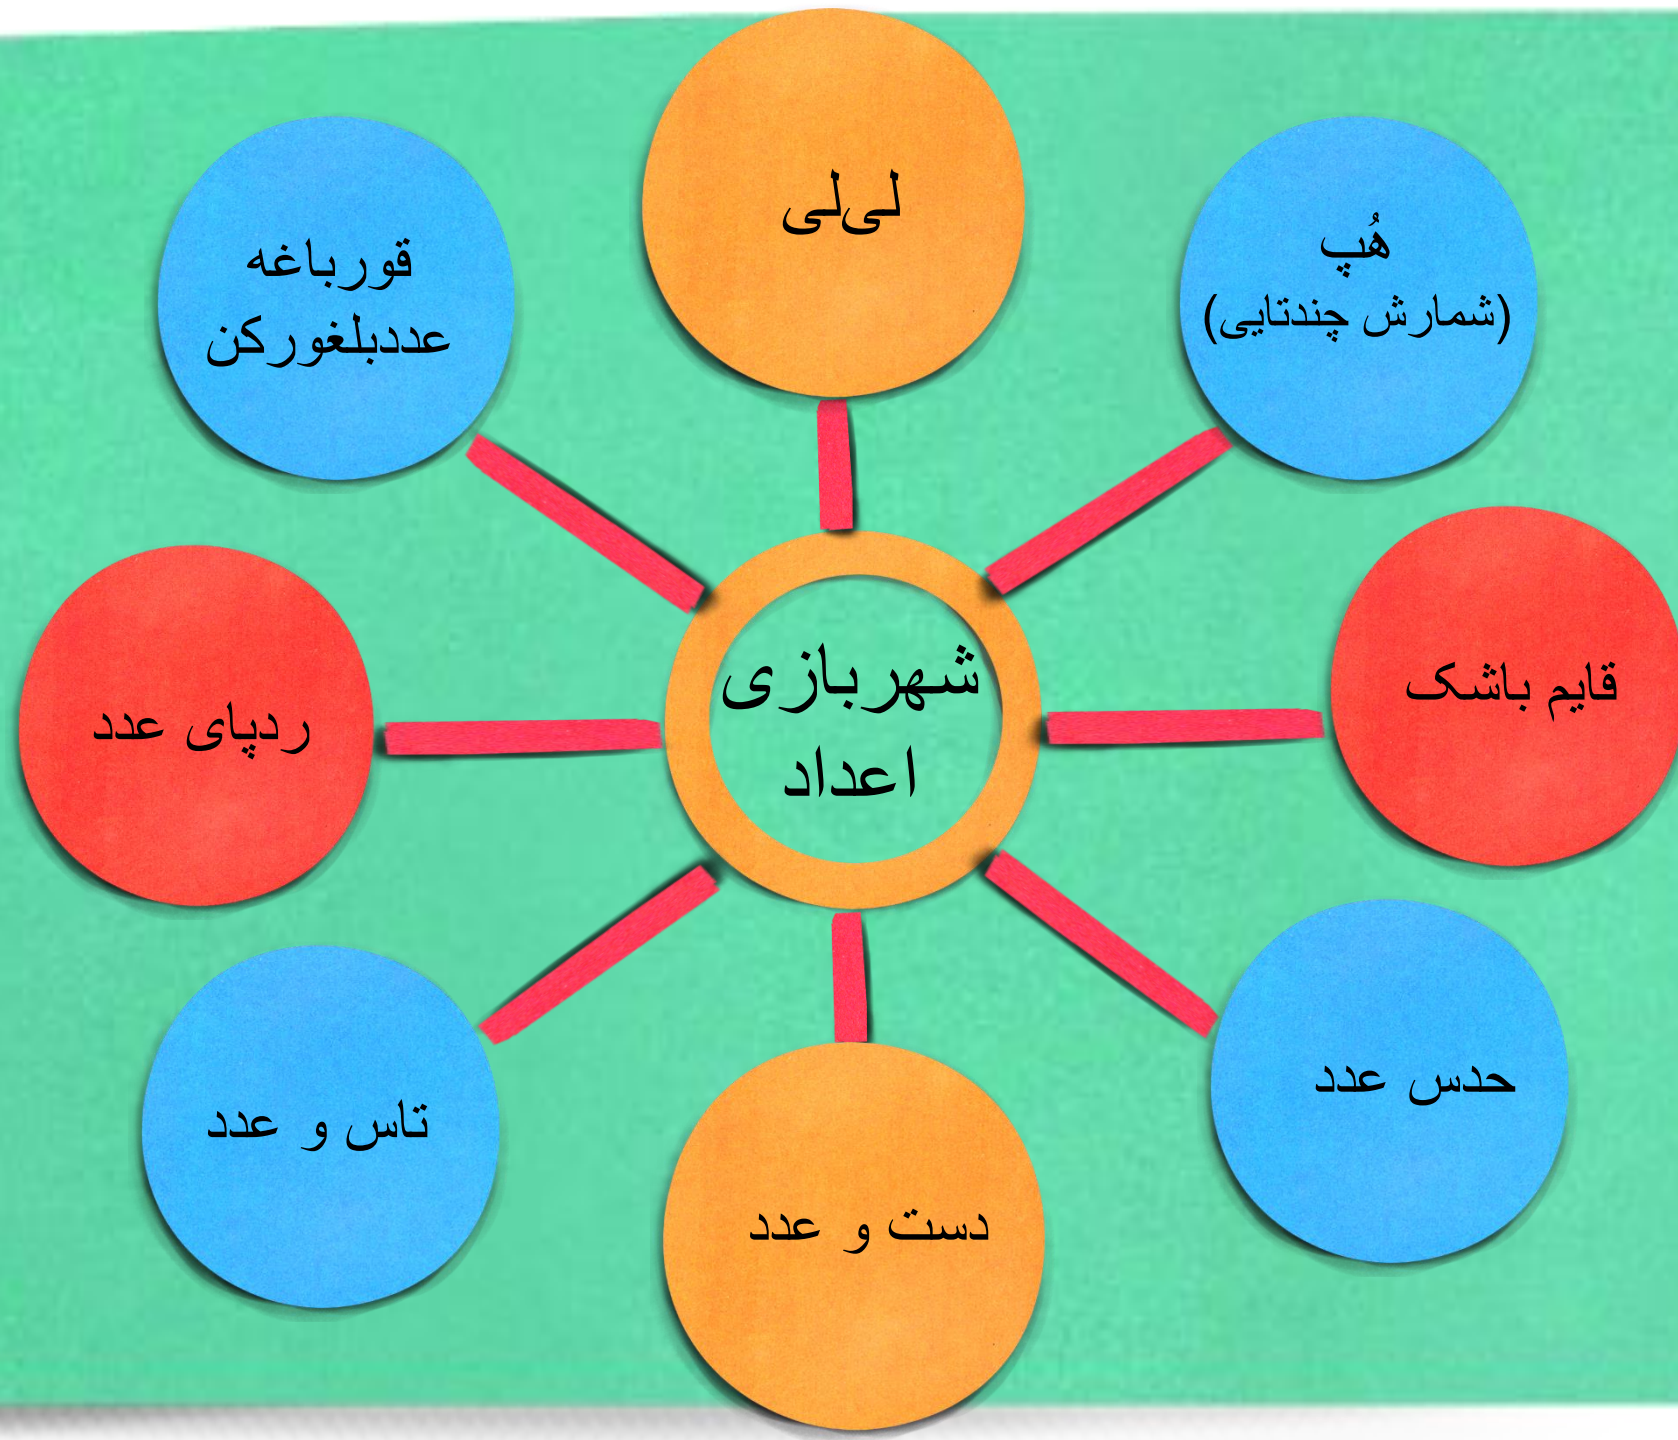 لی‌لی
هُپ
(شمارش چندتایی)
قورباغه
عددبلغورکن
قایم باشک
شهربازی
اعداد
ردپای عدد
حدس عدد
تاس و عدد
دست و عدد